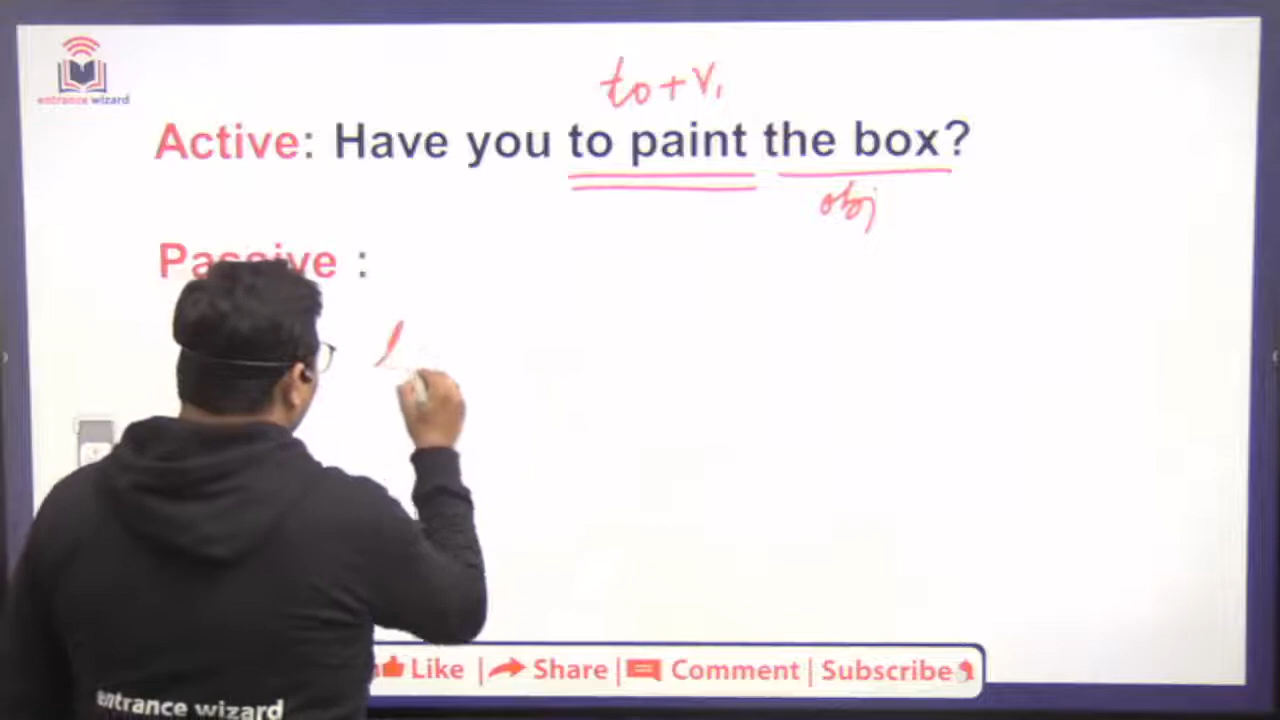 entrance wizard
to + V1
Active: Have you to paint the box?
obj
Passive :
Like | Share | Comment | Subscribe
entrance wizard